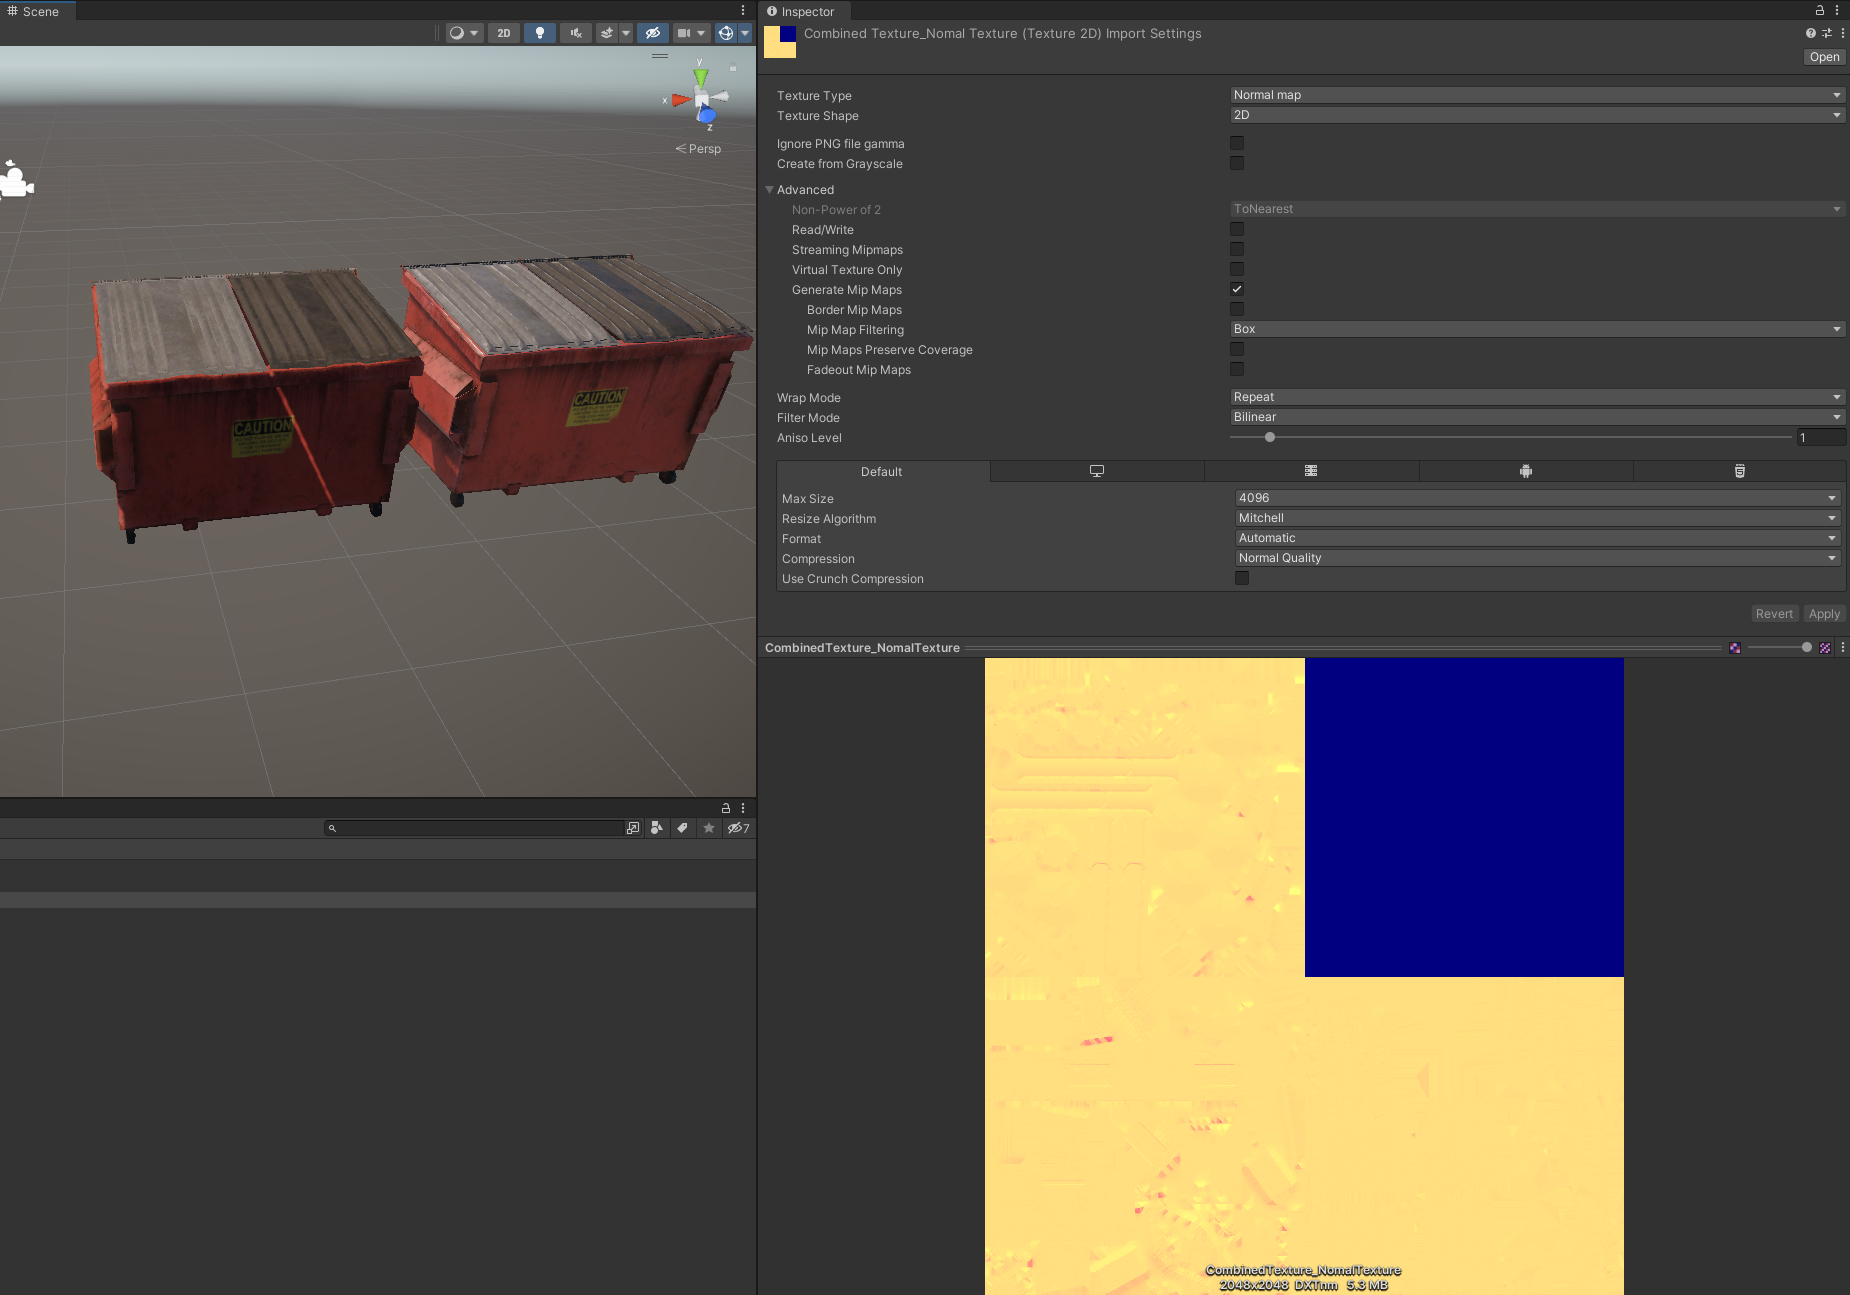 Scene
2D
y
x
z
Persp
CAUTION
CAUTION
7
Inspector
Combined Texture_Nomal Texture (Texture 2D) Import Settings
Open
Texture Type
Normal map
Texture Shape
2D
Ignore PNG file gamma
Create from Grayscale
Advanced
Non-Power of 2
ToNearest
Read/Write
Streaming Mipmaps
Virtual Texture Only
Generate Mip Maps
Border Mip Maps
Mip Map Filtering
Box
Mip Maps Preserve Coverage
Fadeout Mip Maps
Wrap Mode
Repeat
Filter Mode
Bilinear
Aniso Level
1
Default
Max Size
4096
Resize Algorithm
Mitchell
Format
Automatic
Compression
Normal Quality
Use Crunch Compression
Revert Apply
CombinedTexture_NomalTexture
CombinedTexture_NomalTexture
2048x2048 DXTnm 5.3 MB